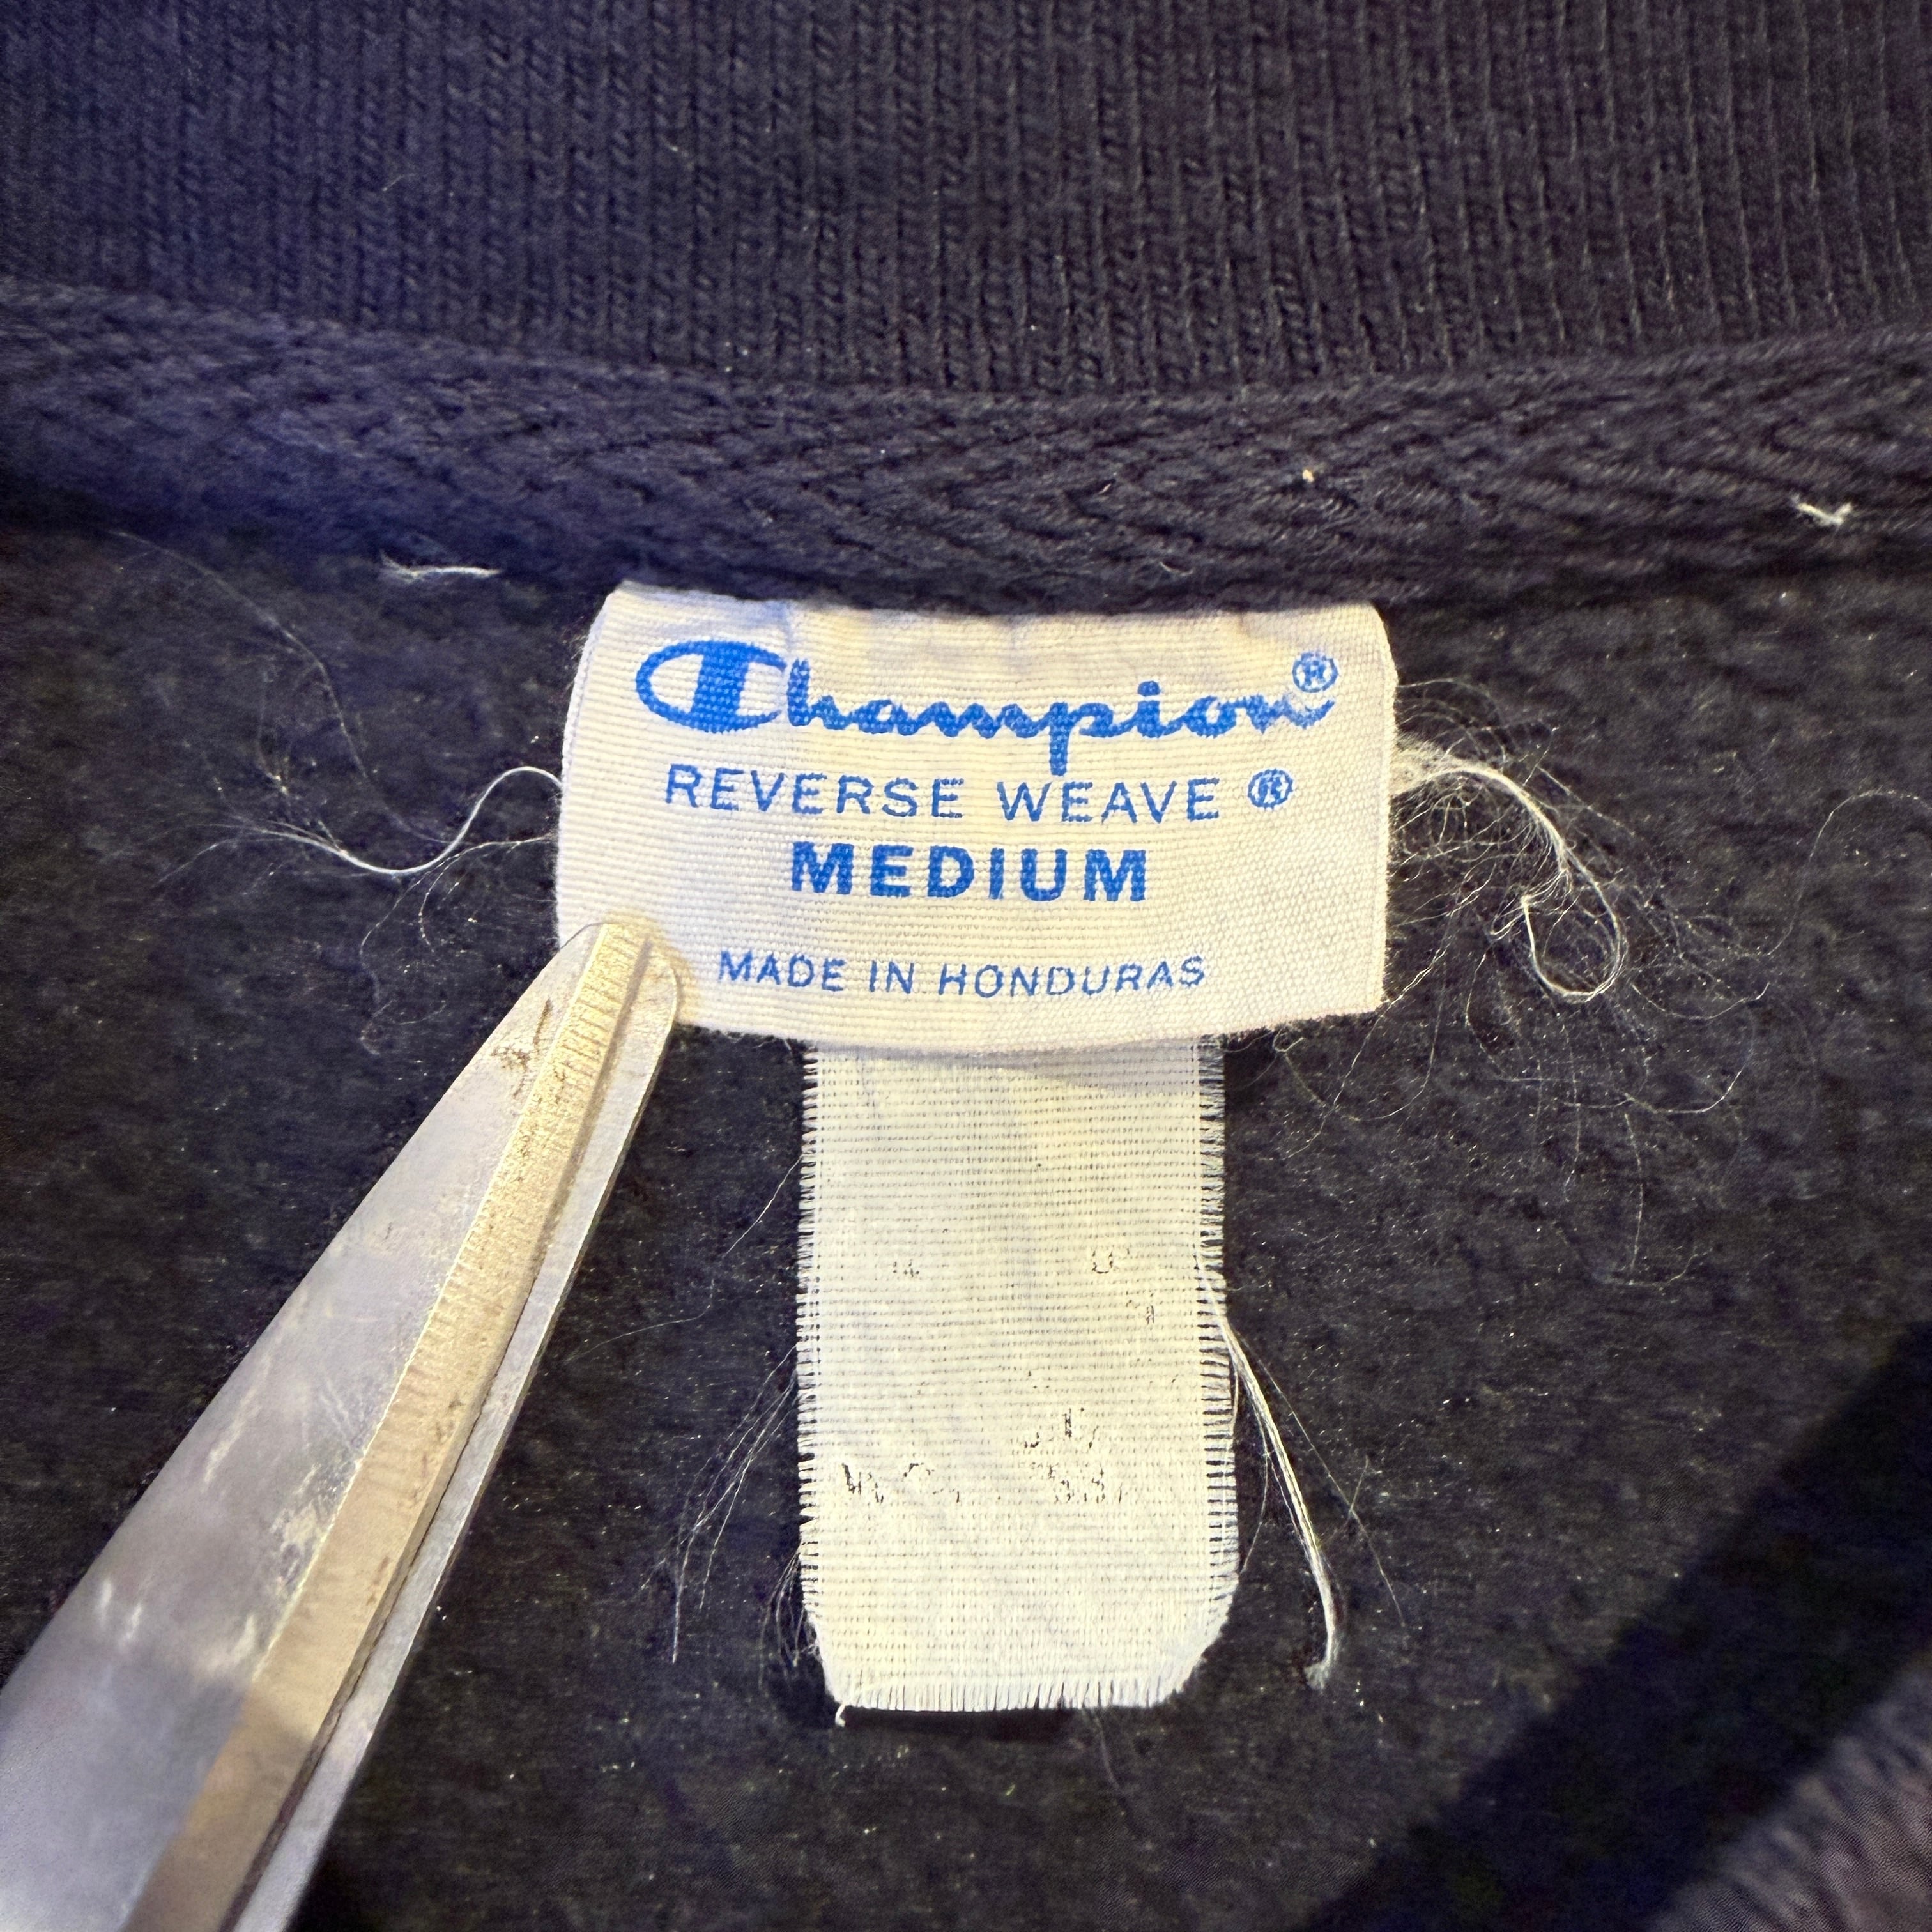 Champion®
REVERSE WEAVE ®
MEDIUM
MADE IN HONDURAS